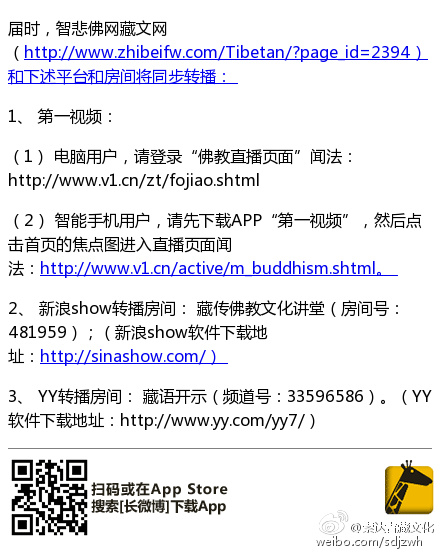 届时，智悲佛网藏文网
（http://www.zhibeifw.com/Tibetan/?page_id=2394）
和下述平台和房间将同步转播：
1、 第一视频：
（1） 电脑用户，请登录“佛教直播页面”闻法：
http://www.v1.cn/zt/fojiao.shtml
（2） 智能手机用户，请先下载APP“第一视频”，然后点
击首页的焦点图进入直播页面闻
法：http://www.v1.cn/active/m_buddhism.shtml。
2、 新浪show转播房间： 藏传佛教文化讲堂（房间号：
481959）；（新浪show软件下载地
址：http://sinashow.com/）
3、 YY转播房间： 藏语开示（频道号：33596586）。（YY
软件下载地址：http://www.yy.com/yy7/）
扫码或在App Store
搜索[长微博]下载App
weibo.com/sdjzwh